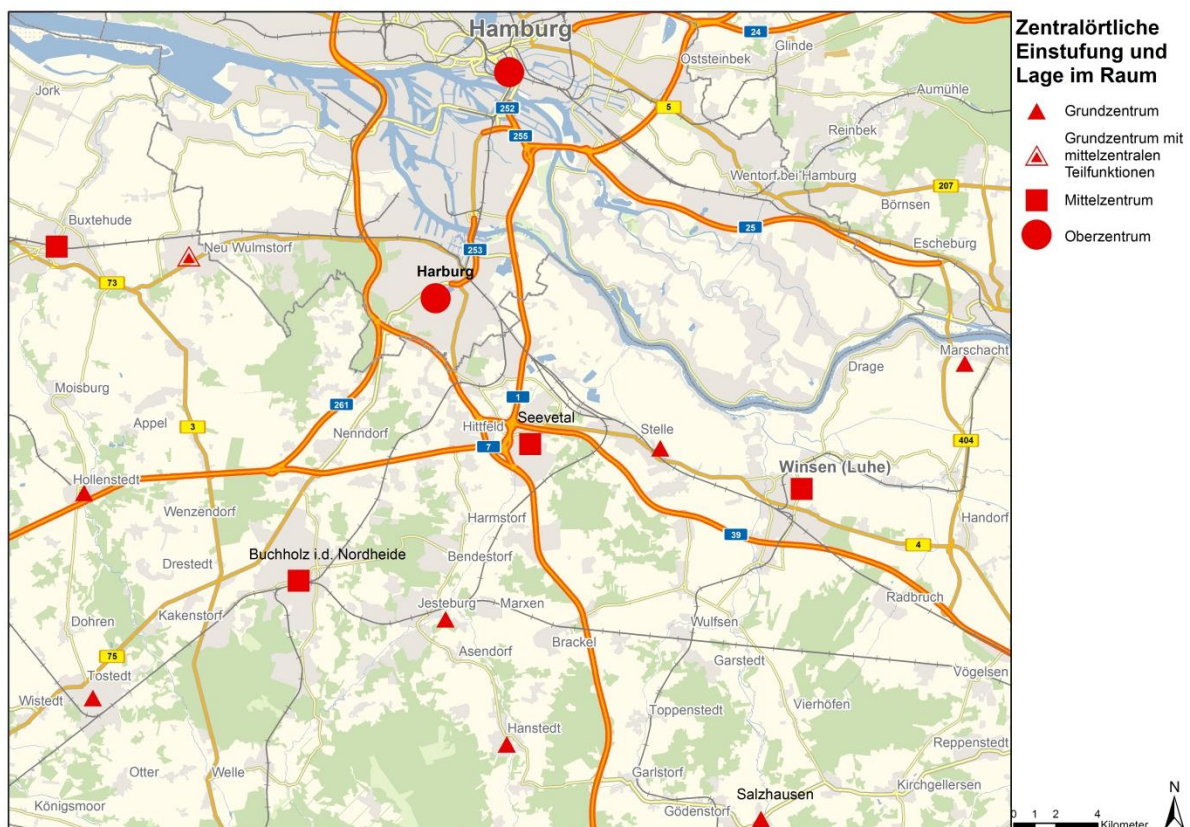 Hamburg
24
Glinde
Oststeinbek
Jork
Aumühle
252
5
Reinbek
255
Wentorf bei Hamburg
207
Börnsen
Buxtehude
25
Neu Wulmstorf
253
Escheburg
Harburg
73
Marschacht
Drage
Moisburg
1
261
Appel
3
Seevetal
Hittfeld
Stelle
Nenndorf
7
404
Winsen (Luhe)
Hollenstedt
Wenzendorf
Harmstorf
Handorf
39
4
Buchholz i.d. Nordheide
Bendestorf
Drestedt
Radbruch
Jesteburg
Marxen
Kakenstorf
Dohren
Wulfsen
Brackel
Asendorf
75
Garstedt
Vögelsen
Tostedt
Wistedt
Vierhöfen
Toppenstedt
Hanstedt
Reppenstedt
Otter
Welle
Garlstorf
Kirchgellersen
Salzhausen
Königsmoor
Gödenstorf
Zentralörtliche
Einstufung und
Lage im Raum
Grundzentrum
Grundzentrum mit
mittelzentralen
Teilfunktionen
Mittelzentrum
Oberzentrum
N
0 1 2 4
Kilometer